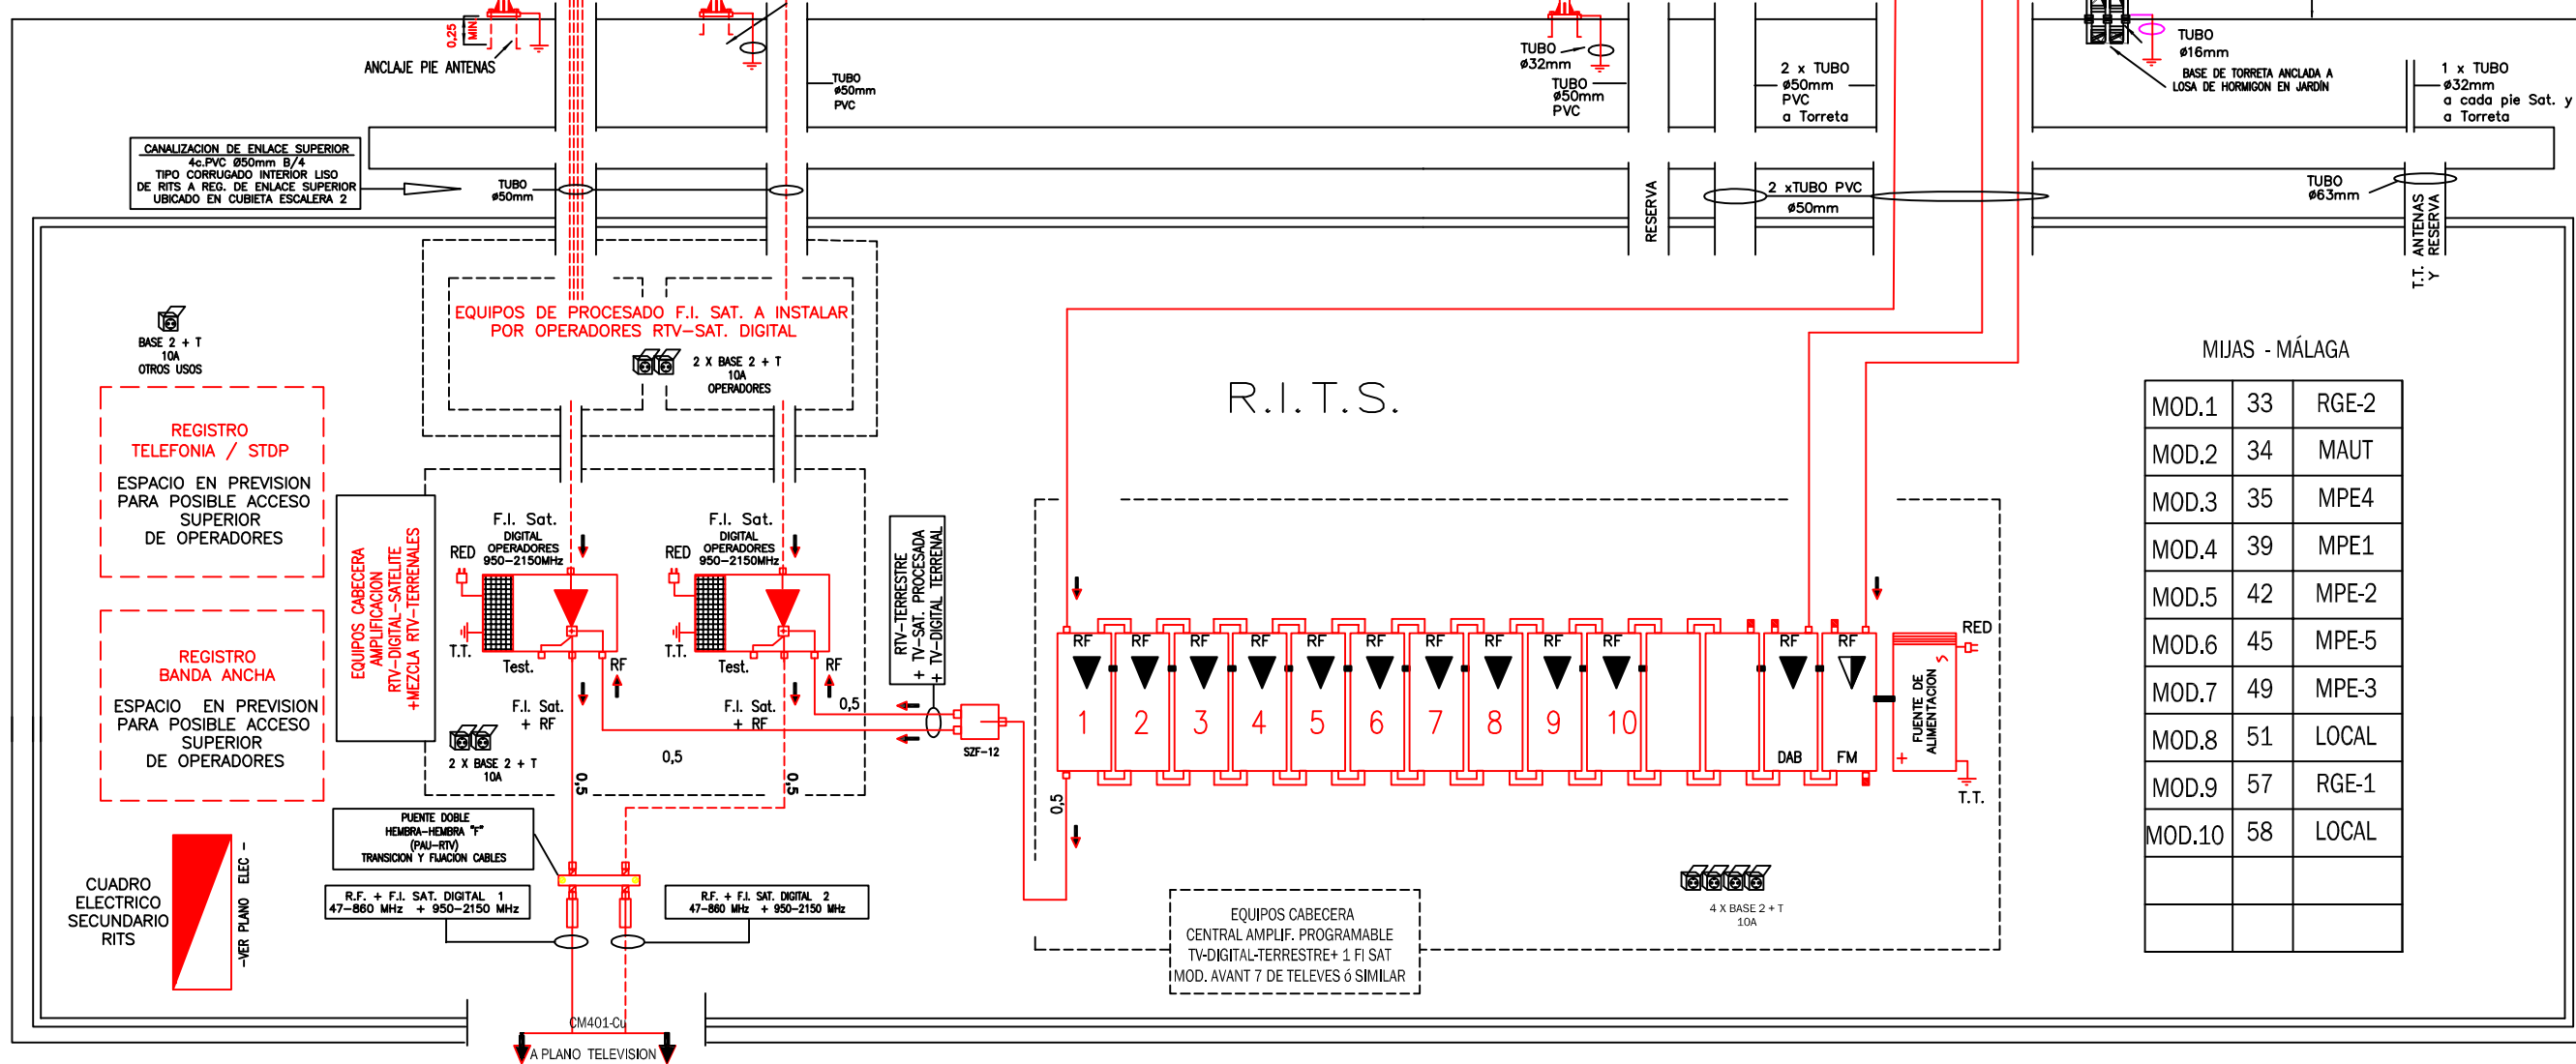 0,25
MIN
ANCLAJE PIE ANTENAS
TUBO
ø50mm
PVC
TUBO
ø32mm
TUBO
ø50mm
PVC
2 x TUBO
ø50mm
PVC
a Torreta
TUBO
ø16mm
BASE DE TORRETA ANCLADA A
LOSA DE HORMIGON EN JARDÍN
1 x TUBO
ø32mm
a cada pie Sat. y
a Torreta
CANALIZACION DE ENLACE SUPERIOR
4c.PVC Ø50mm B/4
TIPO CORRUGADO INTERIOR LISO
DE RITS A REG. DE ENLACE SUPERIOR
UBICADO EN CUBIETA ESCALERA 2
TUBO
ø50mm
RESERVA
2 xTUBO PVC
ø50mm
TUBO
Ø63mm
T.T. ANTENAS
Y RESERVA
BASE 2 + T
10A
OTROS USOS
EQUIPOS DE PROCESADO F.I. SAT. A INSTALAR
POR OPERADORES RTV-SAT. DIGITAL
2 X BASE 2 + T
10A
OPERADORES
R.I.T.S.
REGISTRO
TELEFONIA / STDP
ESPACIO EN PREVISION
PARA POSIBLE ACCESO
SUPERIOR
DE OPERADORES
REGISTRO
BANDA ANCHA
ESPACIO EN PREVISION
PARA POSIBLE ACCESO
SUPERIOR
DE OPERADORES
CUADRO
ELECTRICO
SECUNDARIO
RITS
-VER PLANO ELEC -
EQUIPOS CABECERA
AMPLIFICACION
RTV-DIGITAL-SATELITE
+MEZCLA RTV-TERRENALES
F.I. Sat.
DIGITAL
OPERADORES
950-2150MHz
RED
T.T.
Test.
RF
F.I. Sat.
+ RF
F.I. Sat.
DIGITAL
OPERADORES
950-2150MHz
RED
T.T.
Test.
RF
F.I. Sat.
+ RF
2 X BASE 2 + T
10A
0,5
0,5
0,5
0,5
RTV-TERRESTRE
+ TV-SAT. PROCESADA
+ TV-DIGITAL TERRENAL
SZF-12
PUENTE DOBLE
HEMBRA-HEMBRA "F"
(PAU-RTV)
TRANSICION Y FIJACION CABLES
R.F. + F.I. SAT. DIGITAL 1
47-860 MHz + 950-2150 MHz
R.F. + F.I. SAT. DIGITAL 2
47-860 MHz + 950-2150 MHz
CM401-Cu
A PLANO TELEVISION
RF RF RF RF RF RF RF RF RF RF RF RF
1 2 3 4 5 6 7 8 9 10
DAB FM
FUENTE DE
ALIMENTACION
+
RED
T.T.
0,5
EQUIPOS CABECERA
CENTRAL AMPLIF. PROGRAMABLE
TV-DIGITAL-TERRESTRE+ 1 FI SAT
MOD. AVANT 7 DE TELEVES ó SIMILAR
4 X BASE 2 + T
10A
MIJAS - MÁLAGA
MOD.1 33 RGE-2
MOD.2 34 MAUT
MOD.3 35 MPE4
MOD.4 39 MPE1
MOD.5 42 MPE-2
MOD.6 45 MPE-5
MOD.7 49 MPE-3
MOD.8 51 LOCAL
MOD.9 57 RGE-1
MOD.10 58 LOCAL